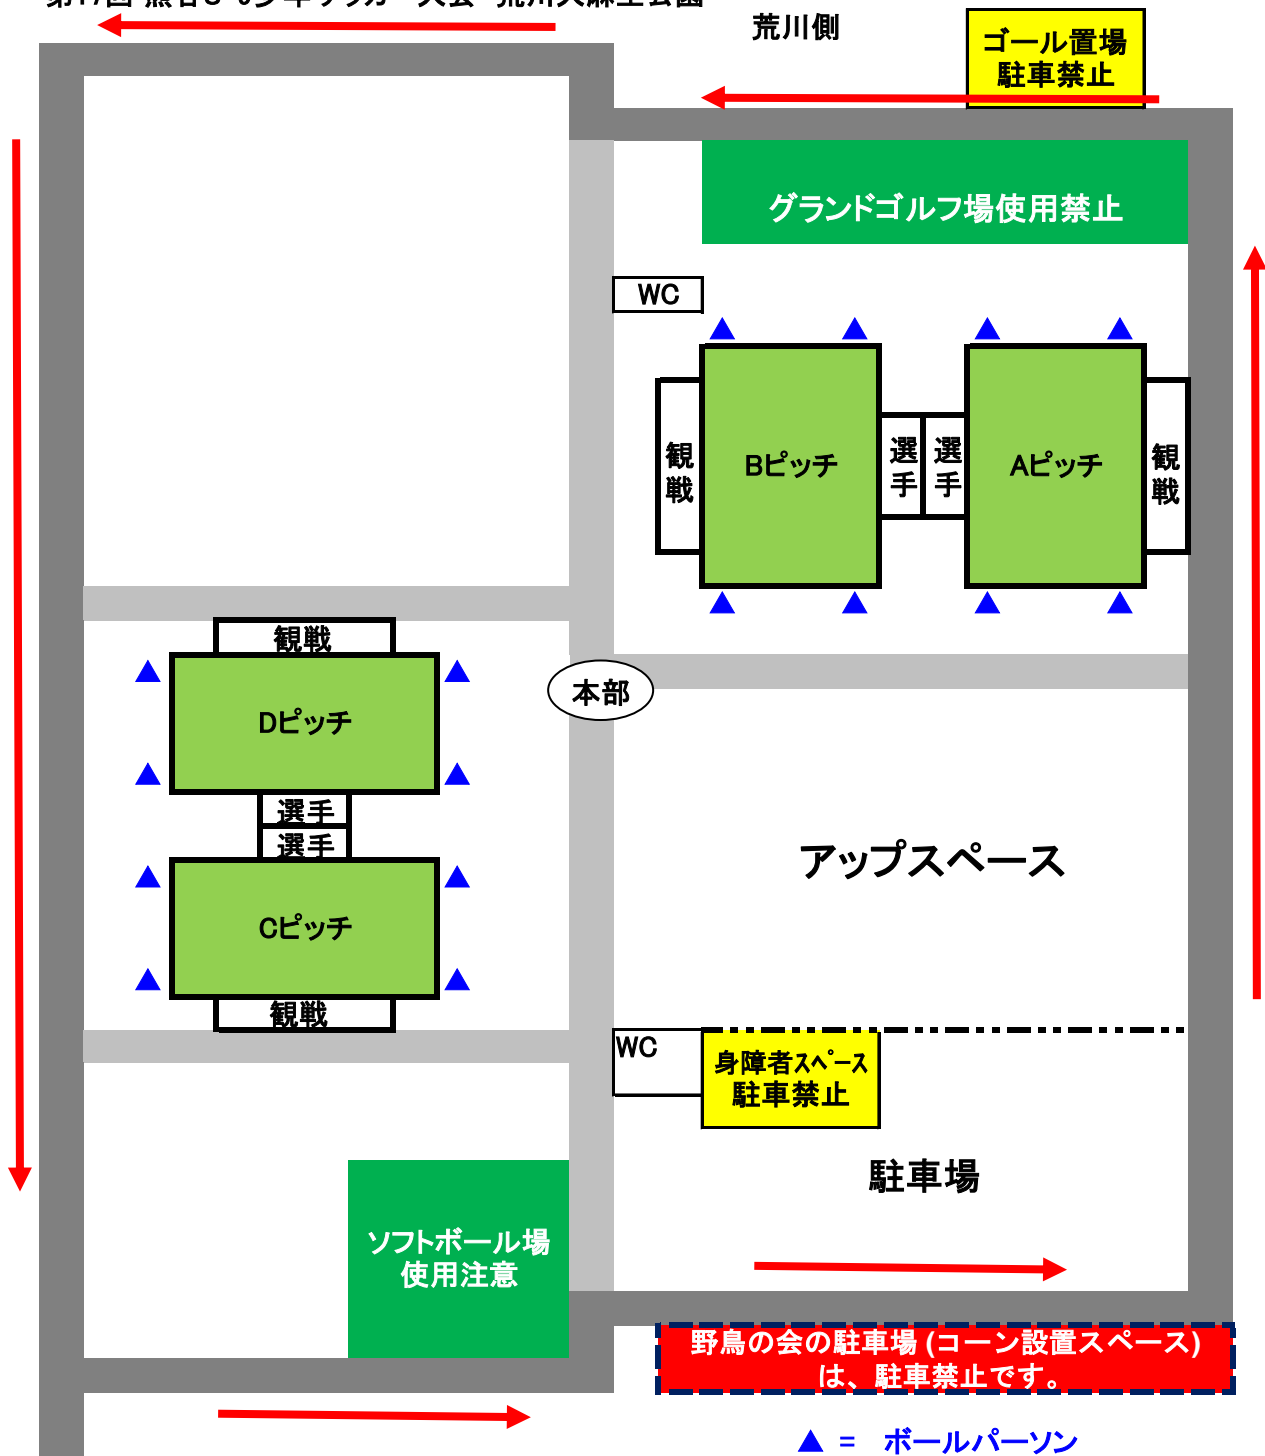 荒川側
ゴール置場
駐車禁止
グランドゴルフ場使用禁止
WC
観戦
Bピッチ
選手
選手
Aピッチ
観戦
観戦
Dピッチ
選手
選手
Cピッチ
観戦
本部
アップスペース
WC
身障者スペース
駐車禁止
駐車場
ソフトボール場
使用注意
野鳥の会の駐車場 (コーン設置スペース)
は、駐車禁止です。
▲ = ボールパーソン